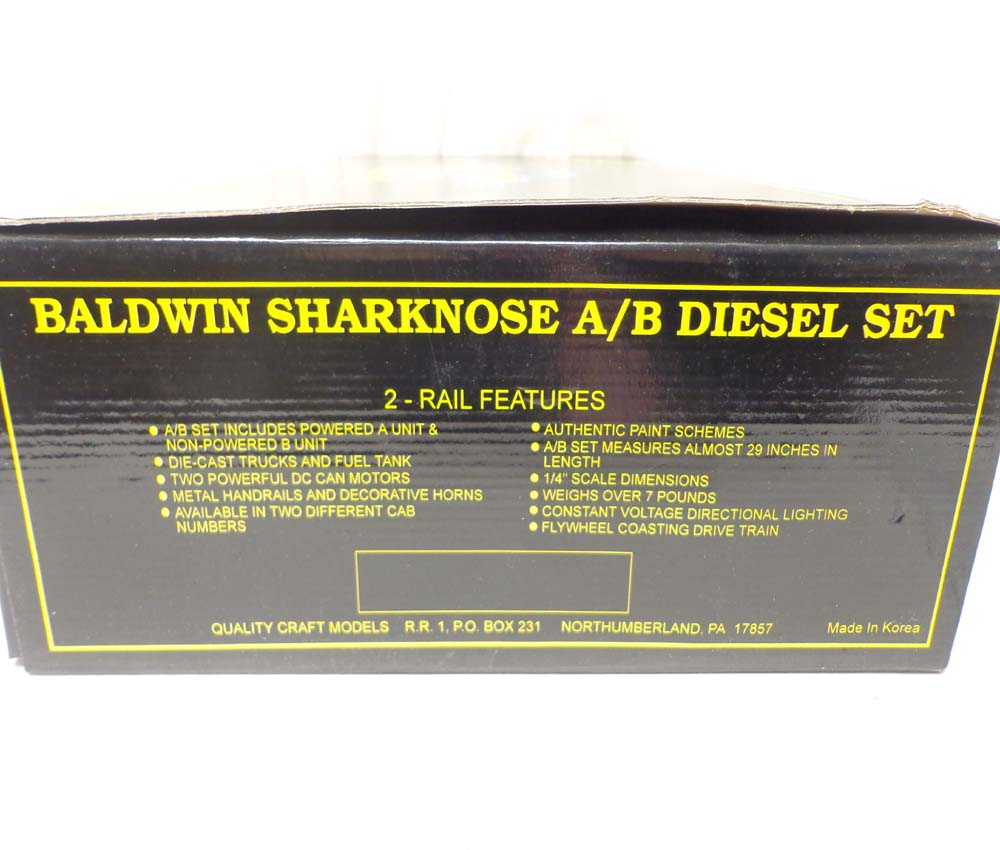 BALDWIN SHARKNOSE A/B DIESEL SET
2 - RAIL FEATURES
● A/B SET INCLUDES POWERED A UNIT &
NON-POWERED B UNIT
● DIE-CAST TRUCKS AND FUEL TANK
● TWO POWERFUL DC CAN MOTORS
● METAL HANDRAILS AND DECORATIVE HORNS
● AVAILABLE IN TWO DIFFERENT CAB
NUMBERS
● AUTHENTIC PAINT SCHEMES
● A/B SET MEASURES ALMOST 29 INCHES IN
LENGTH
● 1/4" SCALE DIMENSIONS
● WEIGHS OVER 7 POUNDS
● CONSTANT VOLTAGE DIRECTIONAL LIGHTING
● FLYWHEEL COASTING DRIVE TRAIN
QUALITY CRAFT MODELS R.R. 1, P.O. BOX 231 NORTHUMBERLAND, PA 17857 Made In Korea